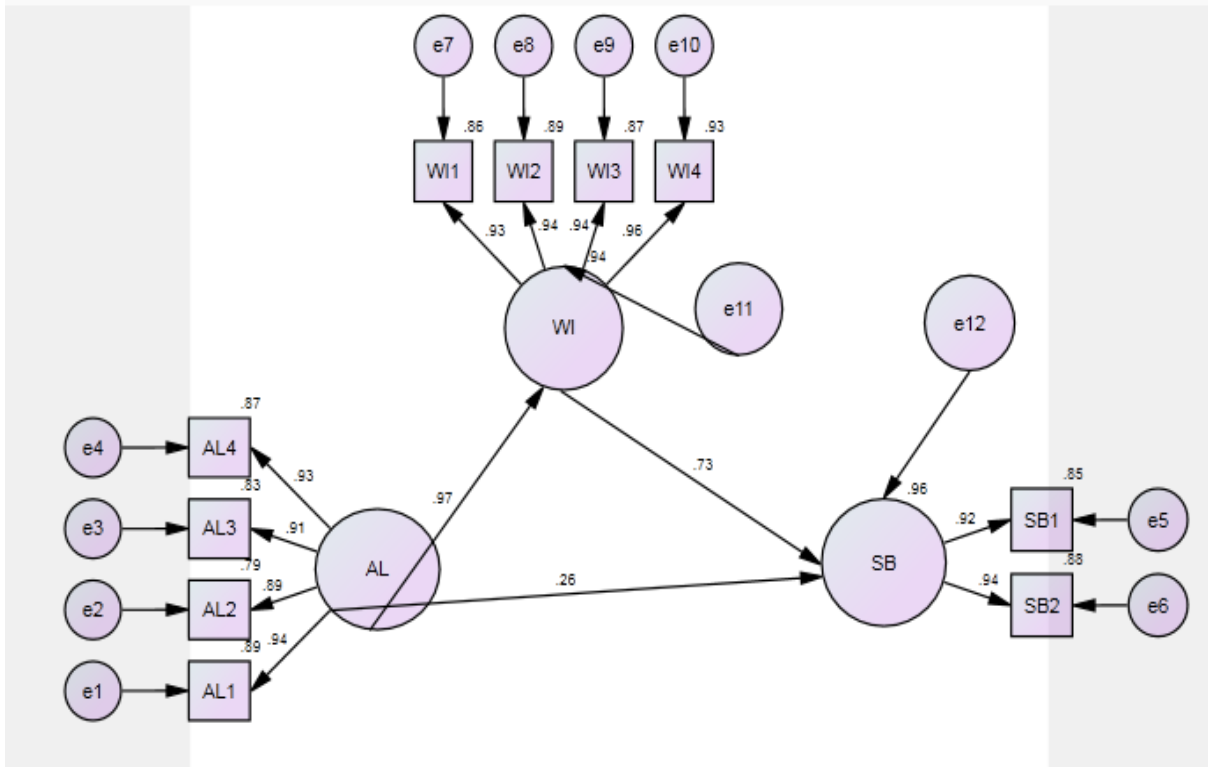 e7 e8 e9 e10
.86 .89 .87 .93
WI1 WI2 WI3 WI4
.93 .94 .94 .96
.94
e11
WI
e12
.87
e4 AL4
.93
.73
.97
.83
.96
.85
e3 AL3
.91
.92
SB1 e5
AL
SB
.79
.26
.88
.89
.94
e2 AL2
SB2 e6
.89 .94
e1 AL1